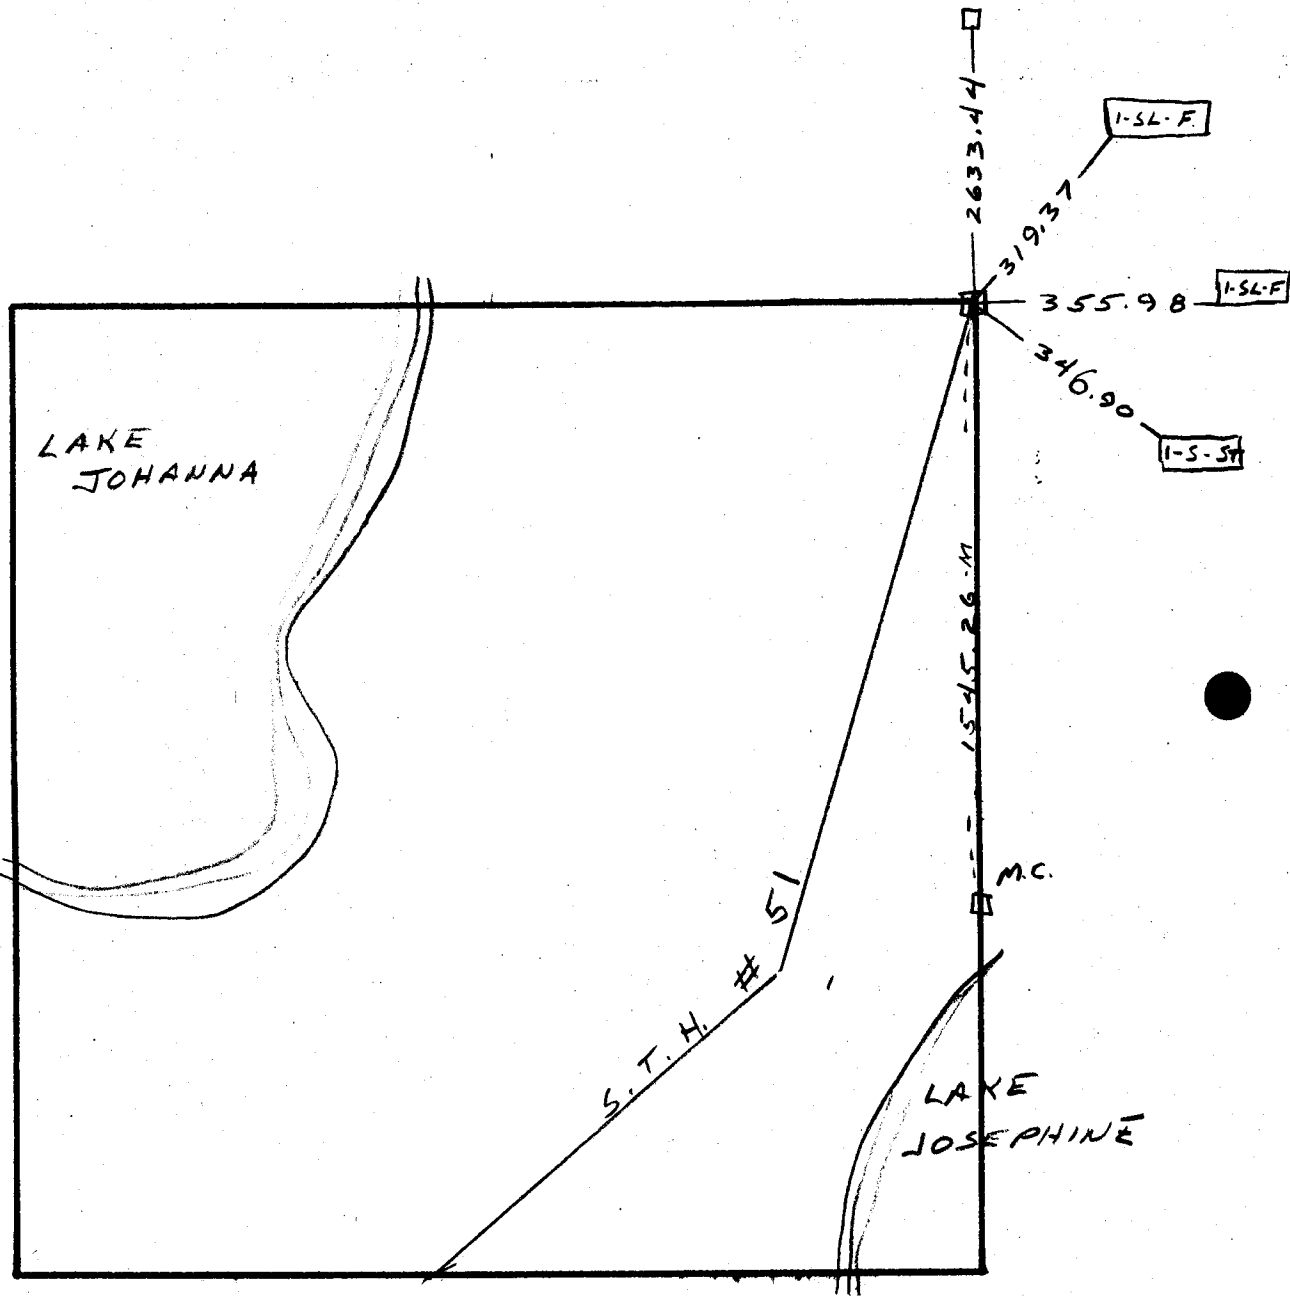 2633.44
1-SL-F.
319.37
355.98
1-SL-F
346.90
1-S-ST
LAKE
JOHANNA
1545.26-M
M.C.
S.T.H. # 51
LAKE
JOSEPHINE